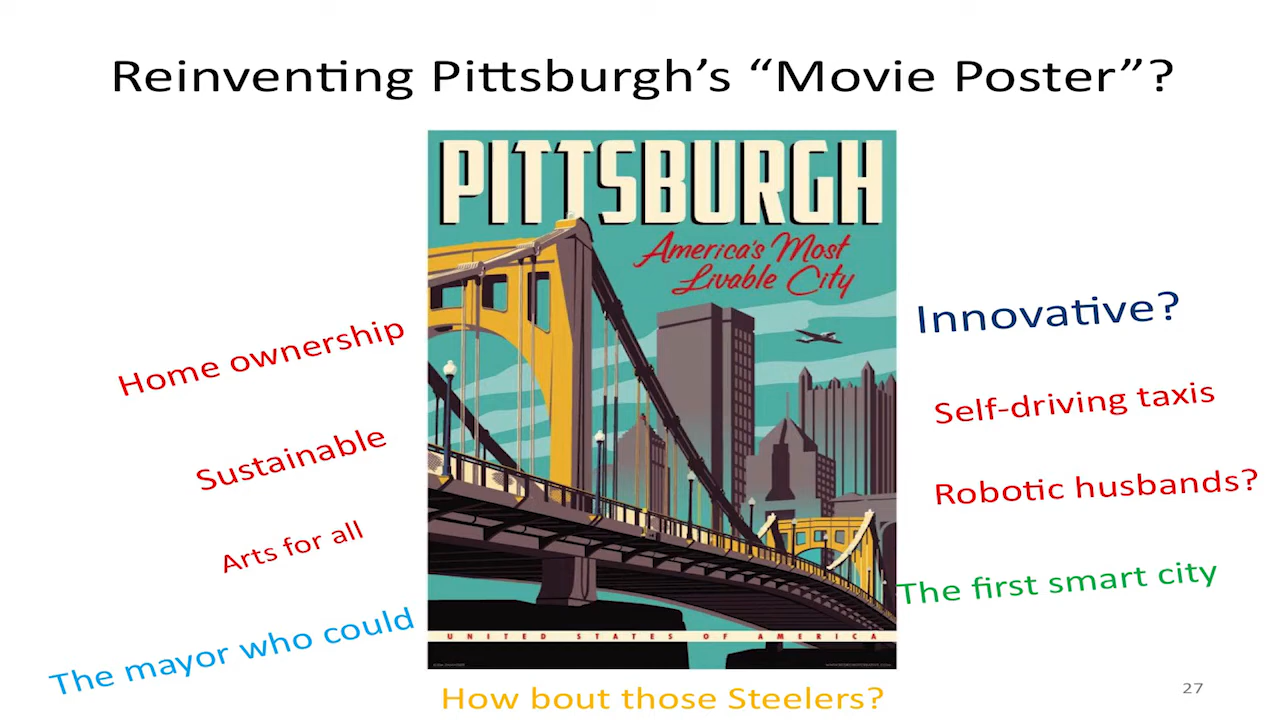 Reinventing Pittsburgh’s “Movie Poster”?
PITTSBURGH
America's Most
Livable City
Home ownership
Sustainable
Arts for all
The mayor who could
Innovative?
Self-driving taxis
Robotic husbands?
The first smart city
UNITED STATES OF AMERICA
How bout those Steelers?
27